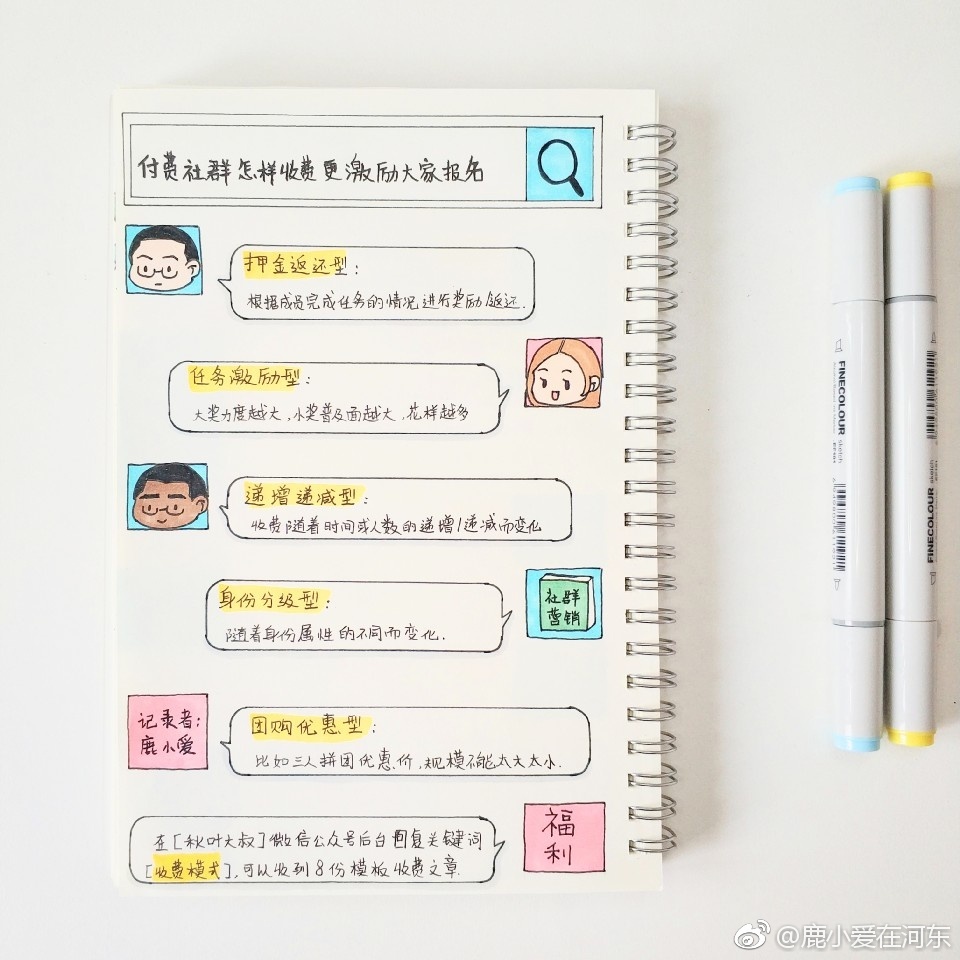 付费社群怎样收费更激励大家报名
押金返还型：
根据成员完成任务的情况进行奖励返还.
任务激励型：
大奖力度越大,小奖普及面越大,花样越多
递增递减型：
收费随着时间或人数的递增/递减而变化
身份分级型：
随着身份属性的不同而变化.
社群
营销
记录者:
鹿小爱
团购优惠型：
比如三人拼团优惠价,规模不能太大太小.
在[秋叶大叔]微信公众号后台回复关键词
[收费模式],可以收到8份模板收费文章.
福
利
FINECOLOUR sketch
FINECOLOUR sketch
@鹿小爱在河东